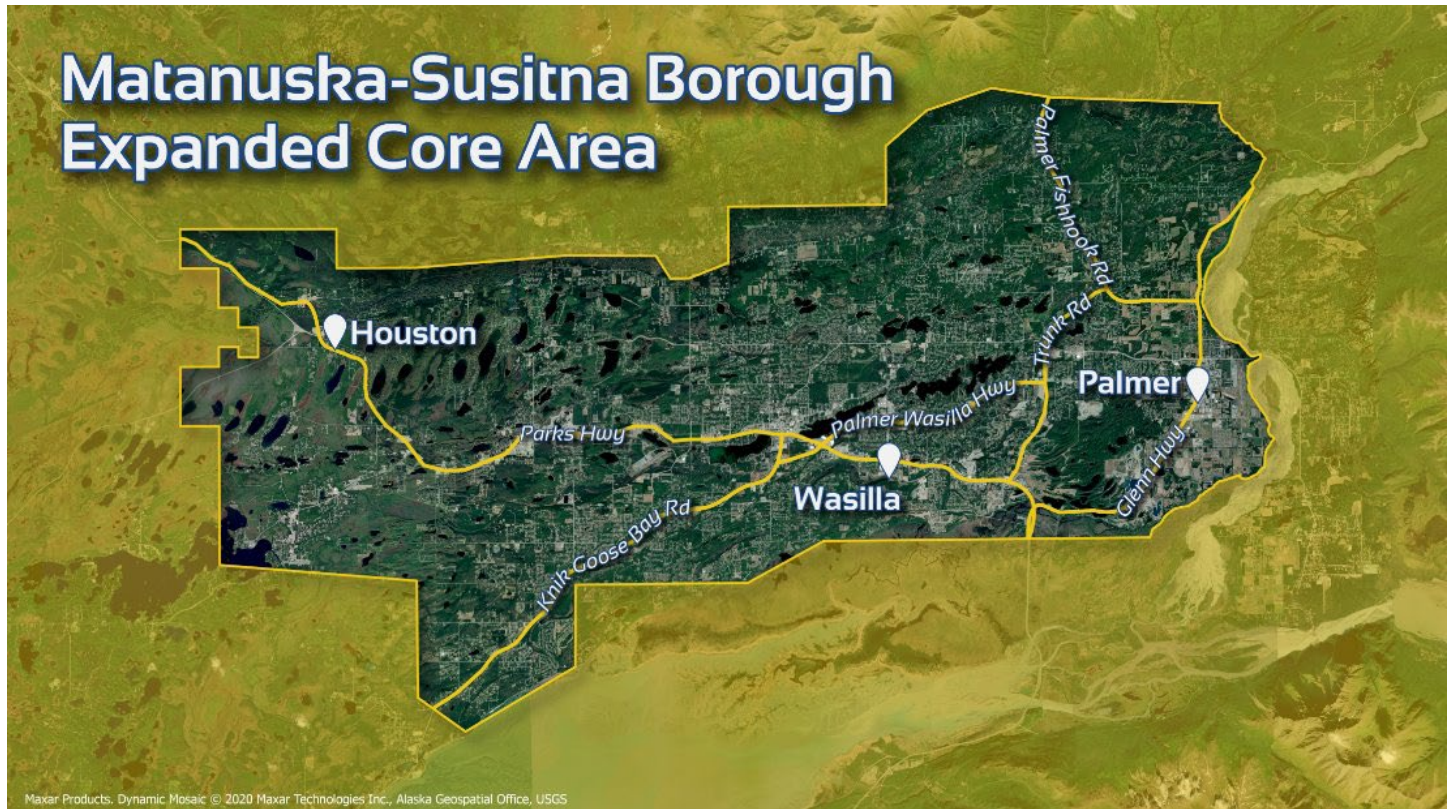 Matanuska-Susitna Borough
Expanded Core Area
Palmer Fishhook Rd
Houston
Trunk Rd
Palmer
Palmer Wasilla Hwy
Parks Hwy
Glenn Hwy
Wasilla
Knik Goose Bay Rd
Maxar Products. Dynamic Mosaic © 2020 Maxar Technologies Inc., Alaska Geospatial Office, USGS